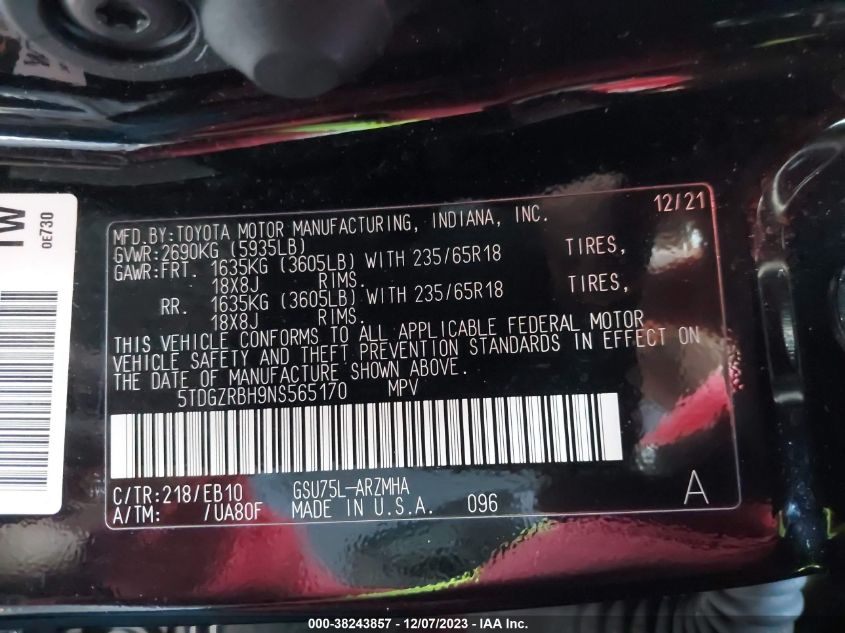 MFD.BY:TOYOTA MOTOR MANUFACTURING, INDIANA, INC. 12/21
GVWR:2690KG (5935LB)
GAWR:FRT. 1635KG (3605LB) WITH 235/65R18 TIRES,
18X8J RIMS.
RR. 1635KG (3605LB) WITH 235/65R18 TIRES,
18X8J RIMS.
THIS VEHICLE CONFORMS TO ALL APPLICABLE FEDERAL MOTOR
VEHICLE SAFETY AND THEFT PREVENTION STANDARDS IN EFFECT ON
THE DATE OF MANUFACTURE SHOWN ABOVE.
5TDGZRBH9NS565170 MPV
C/TR:218/EB10 GSU75L-ARZMHA
A/TM: /UA80F MADE IN U.S.A. 096 A
0E730
000-38243857 - 12/07/2023 - © IAA Inc.